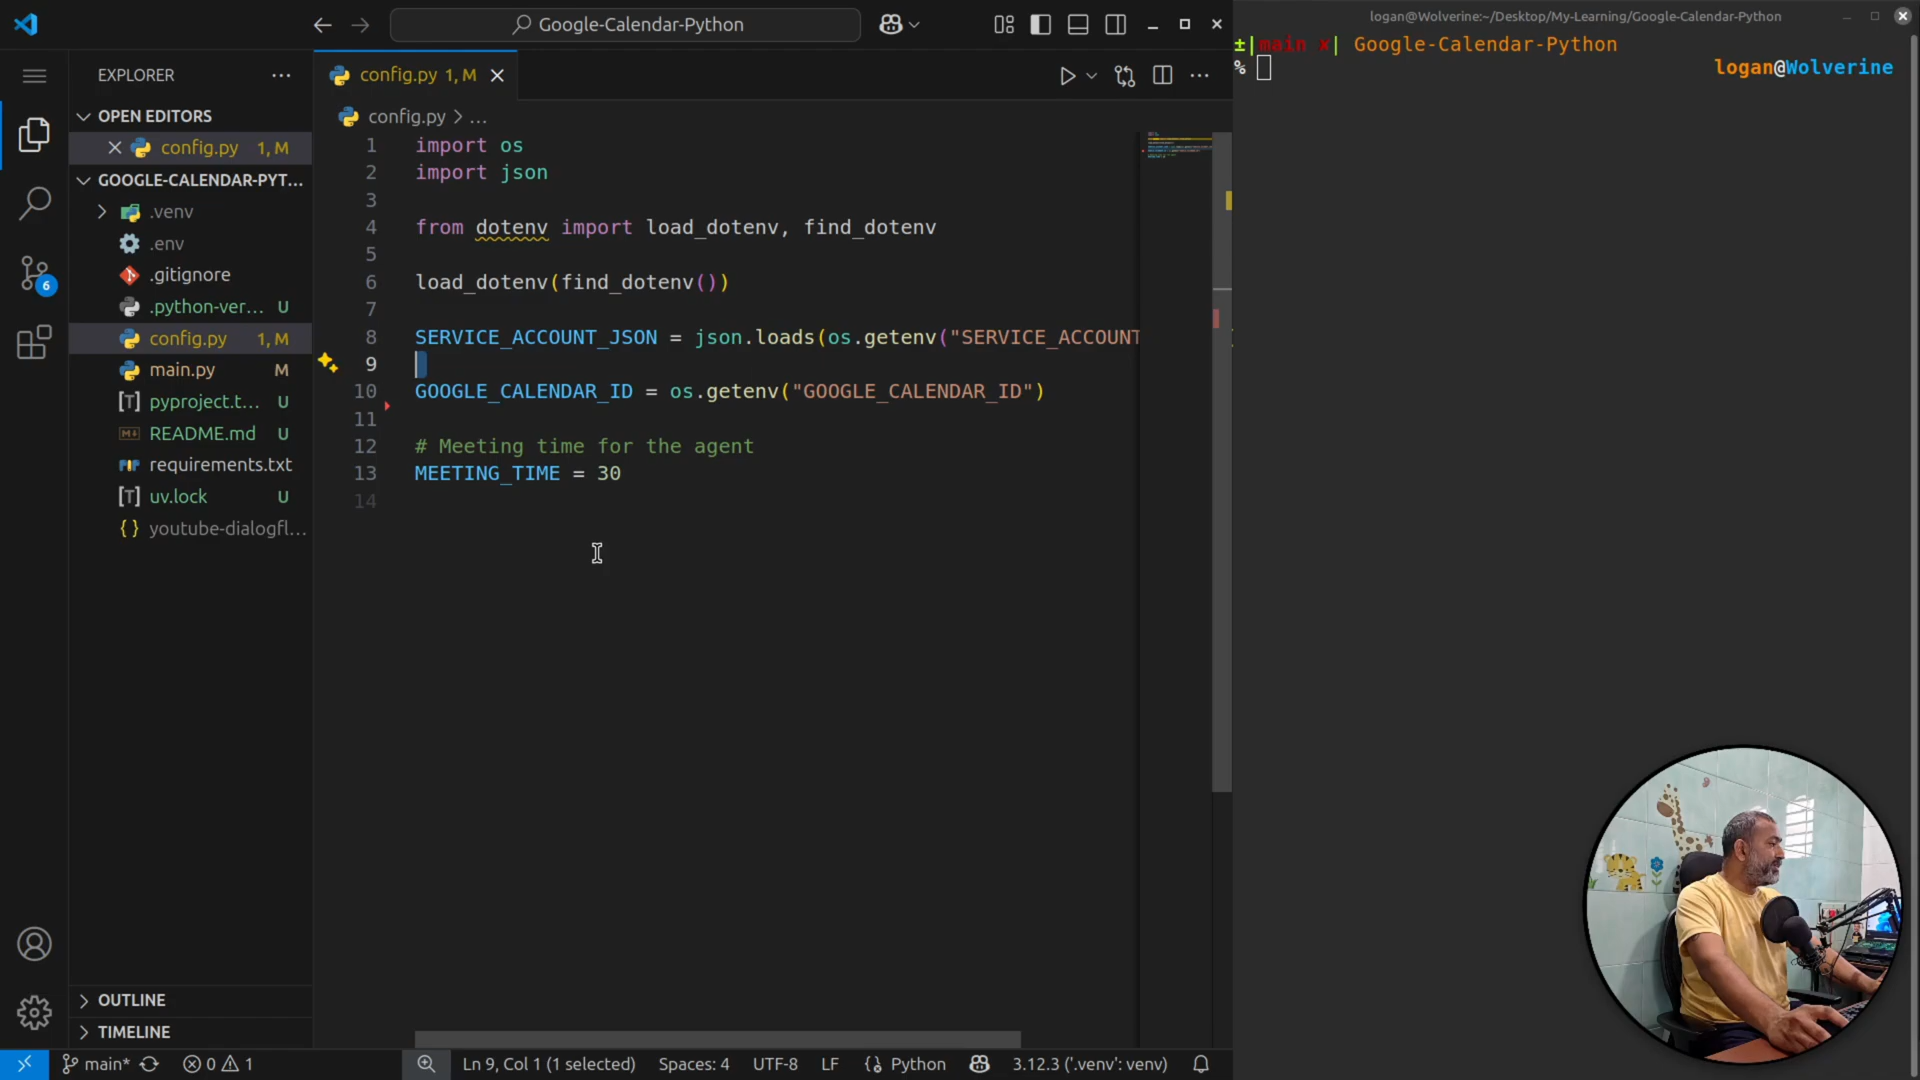 Google-Calendar-Python
EXPLORER
OPEN EDITORS
config.py 1, M
GOOGLE-CALENDAR-PYT...
.venv
.env
.gitignore
.python-ver... U
config.py 1, M
main.py M
pyproject.t... U
README.md U
requirements.txt
uv.lock U
youtube-dialogfl...
OUTLINE
TIMELINE
config.py 1, M
config.py > ...
1 import os
2 import json
3
4 from dotenv import load_dotenv, find_dotenv
5
6 load_dotenv(find_dotenv())
7
8 SERVICE_ACCOUNT_JSON = json.loads(os.getenv("SERVICE_ACCOUNT
9
10 GOOGLE_CALENDAR_ID = os.getenv("GOOGLE_CALENDAR_ID")
11
12 # Meeting time for the agent
13 MEETING_TIME = 30
14
logan@Wolverine:~/Desktop/My-Learning/Google-Calendar-Python
±|main x| Google-Calendar-Python
% logan@Wolverine
6
main* 0 1 Ln 9, Col 1 (1 selected) Spaces: 4 UTF-8 LF {} Python 3.12.3 ('.venv': venv)